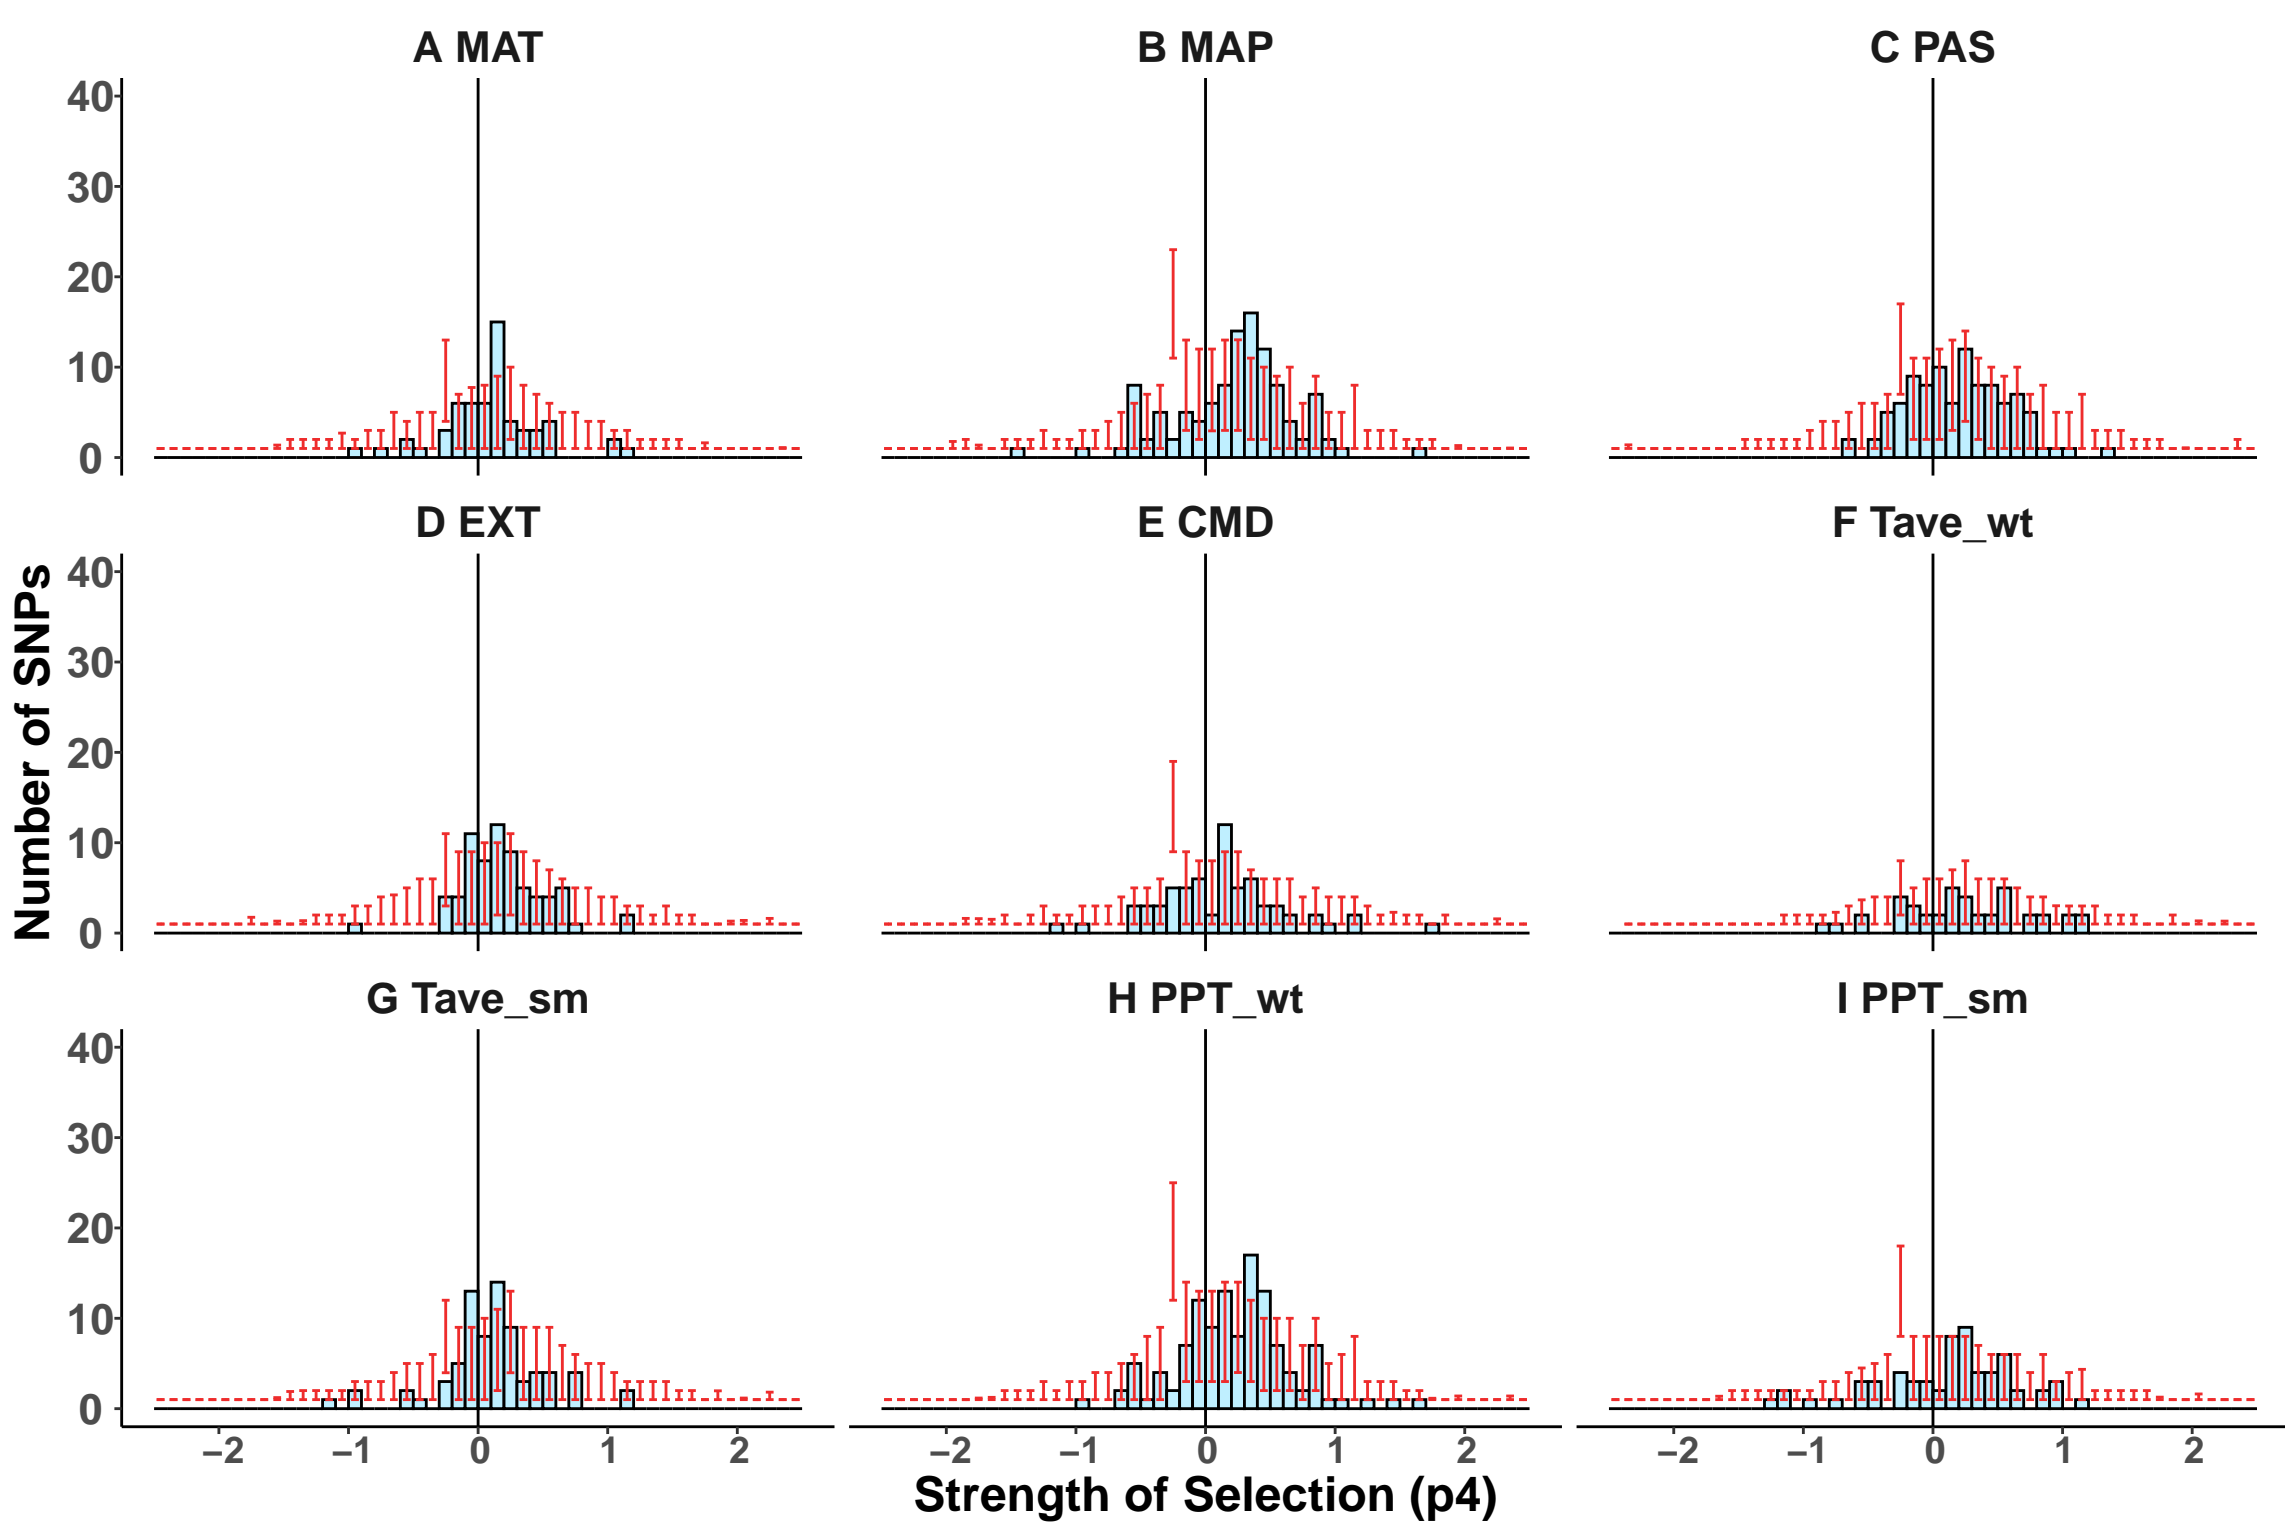 A MAT B MAP C PAS
40
30
20
10
0
D EXT E CMD F Tave_wt
40
30
20
10
0
G Tave_sm H PPT_wt I PPT_sm
40
30
20
10
0
−2 −1 0 1 2 −2 −1 0 1 2 −2 −1 0 1 2
Number of SNPs
Strength of Selection (p4)